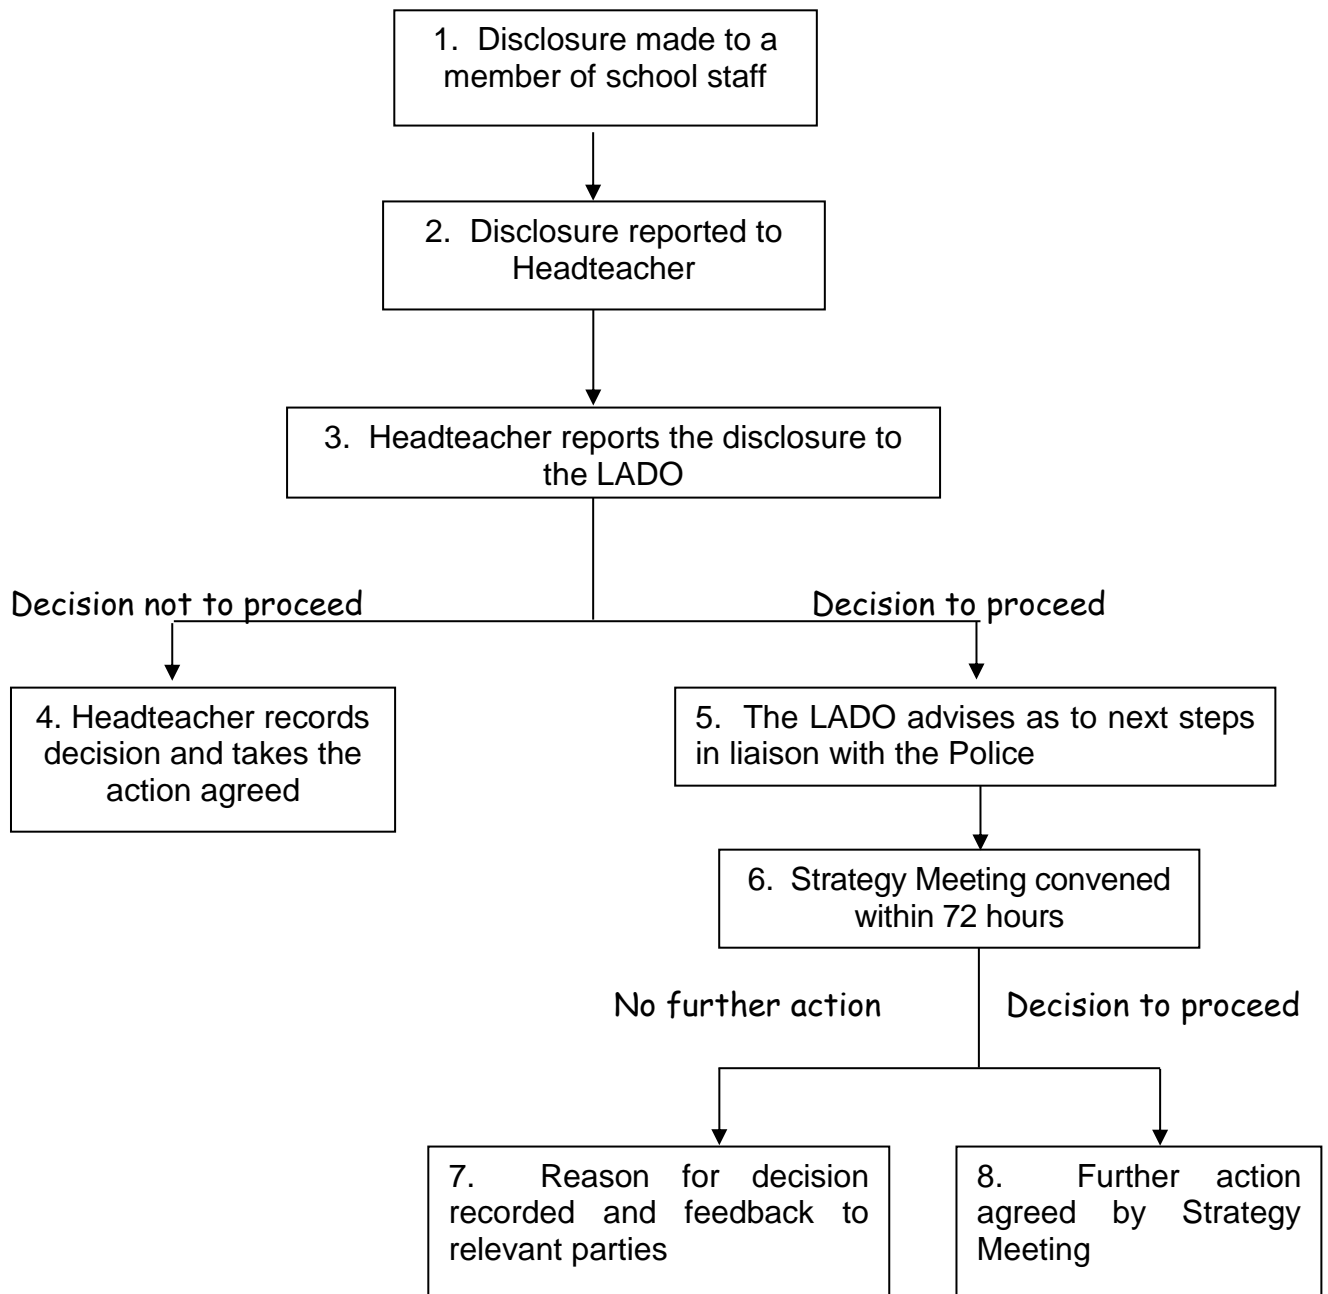 1. Disclosure made to a
member of school staff
2. Disclosure reported to
Headteacher
3. Headteacher reports the disclosure to
the LADO
Decision not to proceed
Decision to proceed
4. Headteacher records
decision and takes the
action agreed
5. The LADO advises as to next steps
in liaison with the Police
6. Strategy Meeting convened
within 72 hours
No further action
Decision to proceed
7. Reason for decision
recorded and feedback to
relevant parties
8. Further action
agreed by Strategy
Meeting